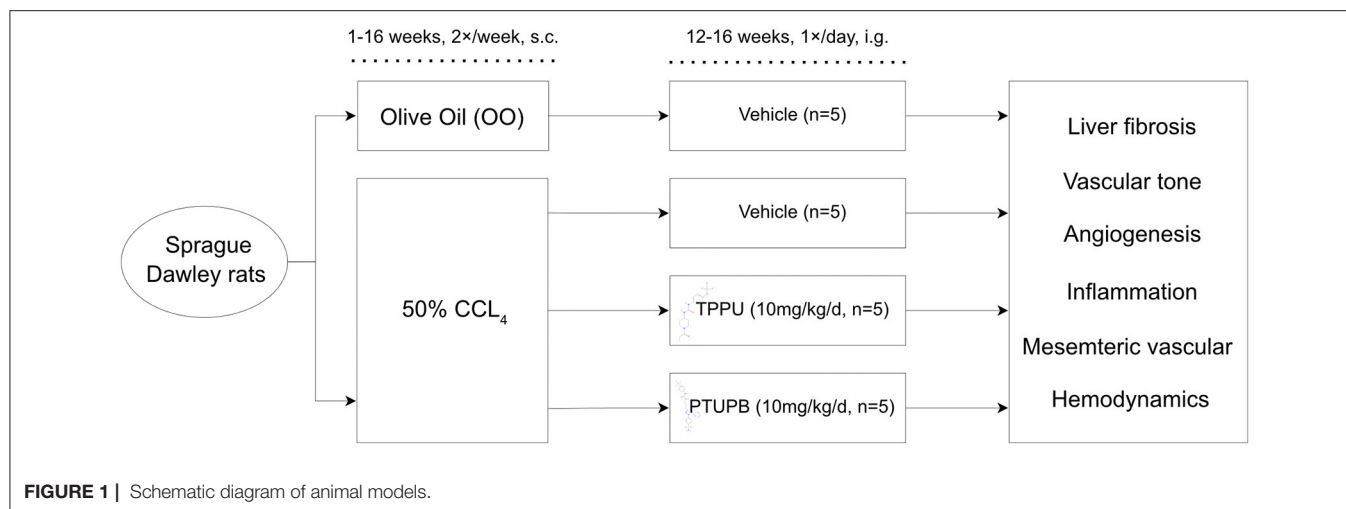 1-16 weeks, 2×/week, s.c.
12-16 weeks, 1×/day, i.g.
Olive Oil (OO)
Vehicle (n=5)
Liver fibrosis
Vascular tone
Vehicle (n=5)
Angiogenesis
Sprague
Dawley rats
Inflammation
50% CCL₄
TPPU (10mg/kg/d, n=5)
Mesemteric vascular
PTUPB (10mg/kg/d, n=5)
Hemodynamics
FIGURE 1 | Schematic diagram of animal models.